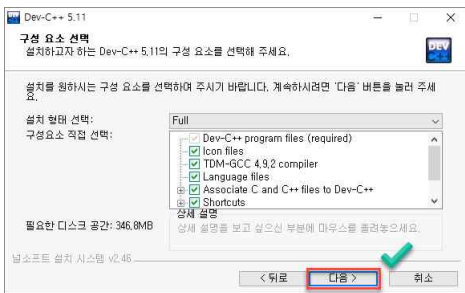 Dev-C++ 5.11
구성 요소 선택
설치하고자 하는 Dev-C++ 5.11의 구성 요소를 선택해 주세요.
DEV
설치를 원하시는 구성 요소를 선택하여 주시기 바랍니다. 계속하시려면 '다음' 버튼을 눌러 주세
요.
설치 형태 선택:
Full
구성요소 직접 선택:
Dev-C++ program files (required)
Icon files
TDM-GCC 4.9.2 compiler
Language files
Associate C and C++ files to Dev-C++
Shortcuts
상세 설명
필요한 디스크 공간: 346.8MB
상세 설명을 보고 싶으신 부분에 마우스를 올려놓으세요.
널소프트 설치 시스템 v2.46
< 뒤로
다음 >
취소